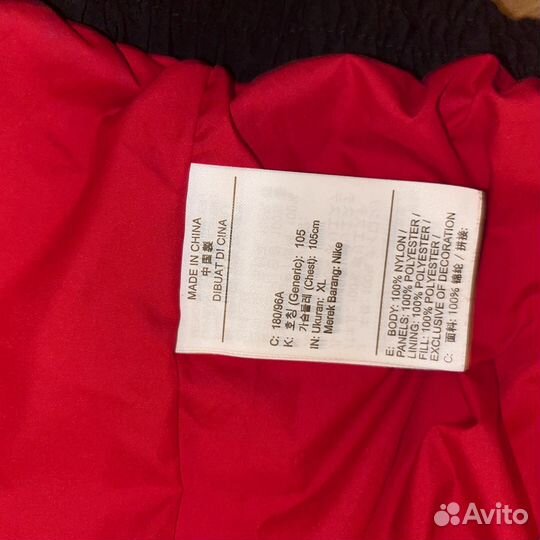 MADE IN CHINA
中国製
DIBUAT DI CINA
C: 180/96A
K: 호칭 (Generic): 105
가슴둘레 (Chest): 105cm
IN: Ukuran: XL
Merek Barang: Nike
E: BODY: 100% NYLON /
PANELS: 100% POLYESTER /
LINING: 100% POLYESTER /
FILL: 100% POLYESTER /
EXCLUSIVE OF DECORATION
C: 面料: 100% 锦纶 / 拼接:
Avito